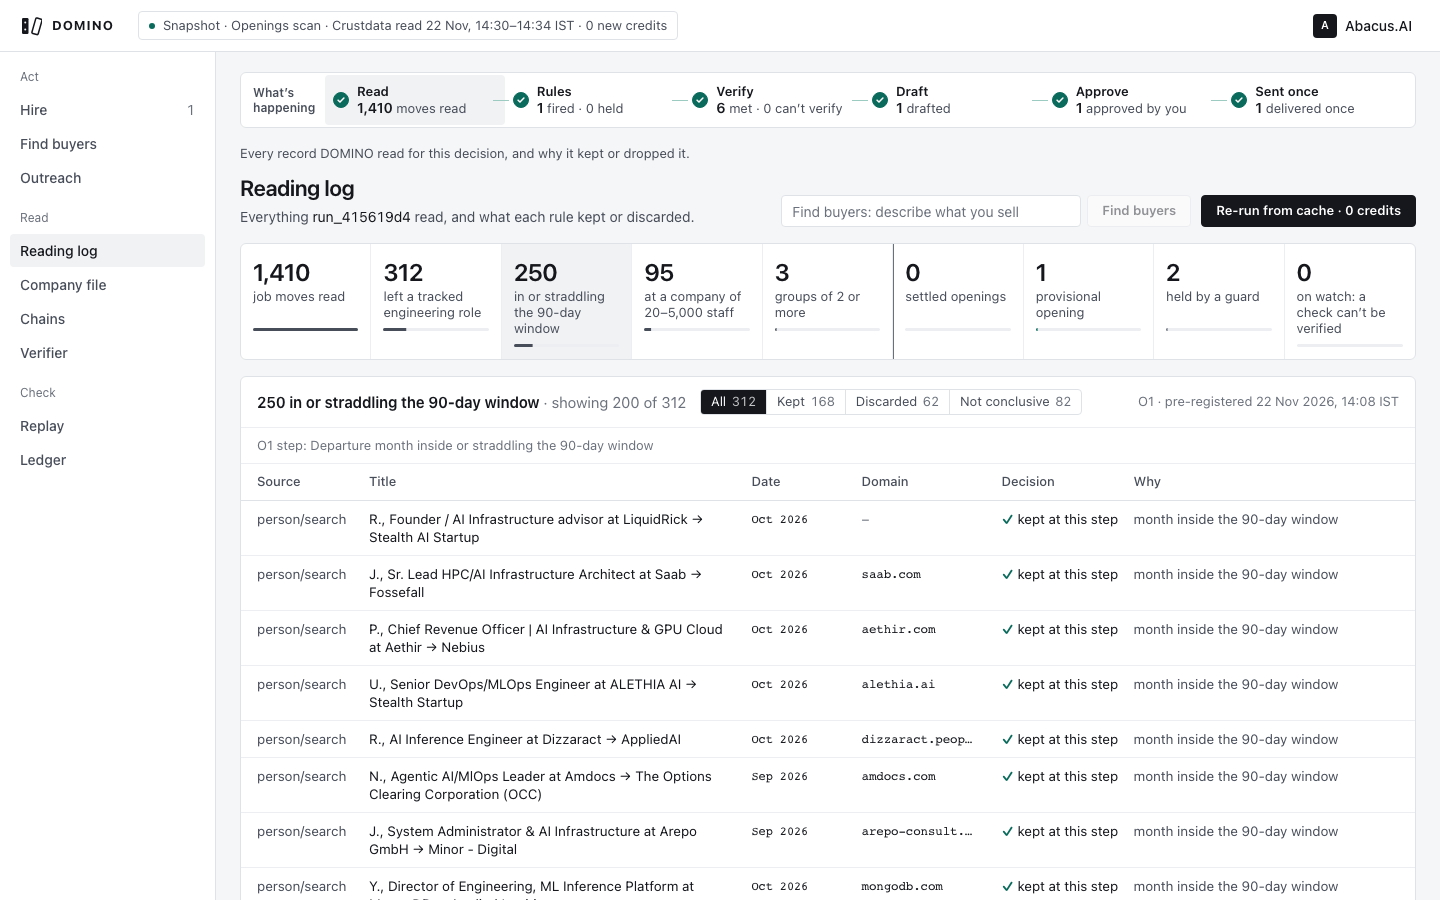 DOMINO
Snapshot · Openings scan · Crustdata read 22 Nov, 14:30–14:34 IST · 0 new credits
A Abacus.AI
Act
Hire 1
Find buyers
Outreach
Read
Reading log
Company file
Chains
Verifier
Check
Replay
Ledger
What's happening
Read
1,410 moves read
Rules
1 fired · 0 held
Verify
6 met · 0 can't verify
Draft
1 drafted
Approve
1 approved by you
Sent once
1 delivered once
Every record DOMINO read for this decision, and why it kept or dropped it.
Reading log
Everything run_415619d4 read, and what each rule kept or discarded.
Find buyers: describe what you sell
Find buyers
Re-run from cache · 0 credits
1,410
job moves read
312
left a tracked
engineering role
250
in or straddling
the 90-day
window
95
at a company of
20–5,000 staff
3
groups of 2 or
more
0
settled openings
1
provisional
opening
2
held by a guard
0
on watch: a
check can't be
verified
250 in or straddling the 90-day window · showing 200 of 312
All 312 Kept 168 Discarded 62 Not conclusive 82
O1 · pre-registered 22 Nov 2026, 14:08 IST
O1 step: Departure month inside or straddling the 90-day window
Source Title Date Domain Decision Why
person/search R., Founder / AI Infrastructure advisor at LiquidRick → Oct 2026 – ✓ kept at this step month inside the 90-day window
Stealth AI Startup
person/search J., Sr. Lead HPC/AI Infrastructure Architect at Saab → Oct 2026 saab.com ✓ kept at this step month inside the 90-day window
Fossefall
person/search P., Chief Revenue Officer | AI Infrastructure & GPU Cloud Oct 2026 aethir.com ✓ kept at this step month inside the 90-day window
at Aethir → Nebius
person/search U., Senior DevOps/MLOps Engineer at ALETHIA AI → Oct 2026 alethia.ai ✓ kept at this step month inside the 90-day window
Stealth Startup
person/search R., AI Inference Engineer at Dizzaract → AppliedAI Oct 2026 dizzaract.peop… ✓ kept at this step month inside the 90-day window
person/search N., Agentic AI/MlOps Leader at Amdocs → The Options Sep 2026 amdocs.com ✓ kept at this step month inside the 90-day window
Clearing Corporation (OCC)
person/search J., System Administrator & AI Infrastructure at Arepo Sep 2026 arepo-consult.… ✓ kept at this step month inside the 90-day window
GmbH → Minor - Digital
person/search Y., Director of Engineering, ML Inference Platform at Oct 2026 mongodb.com ✓ kept at this step month inside the 90-day window